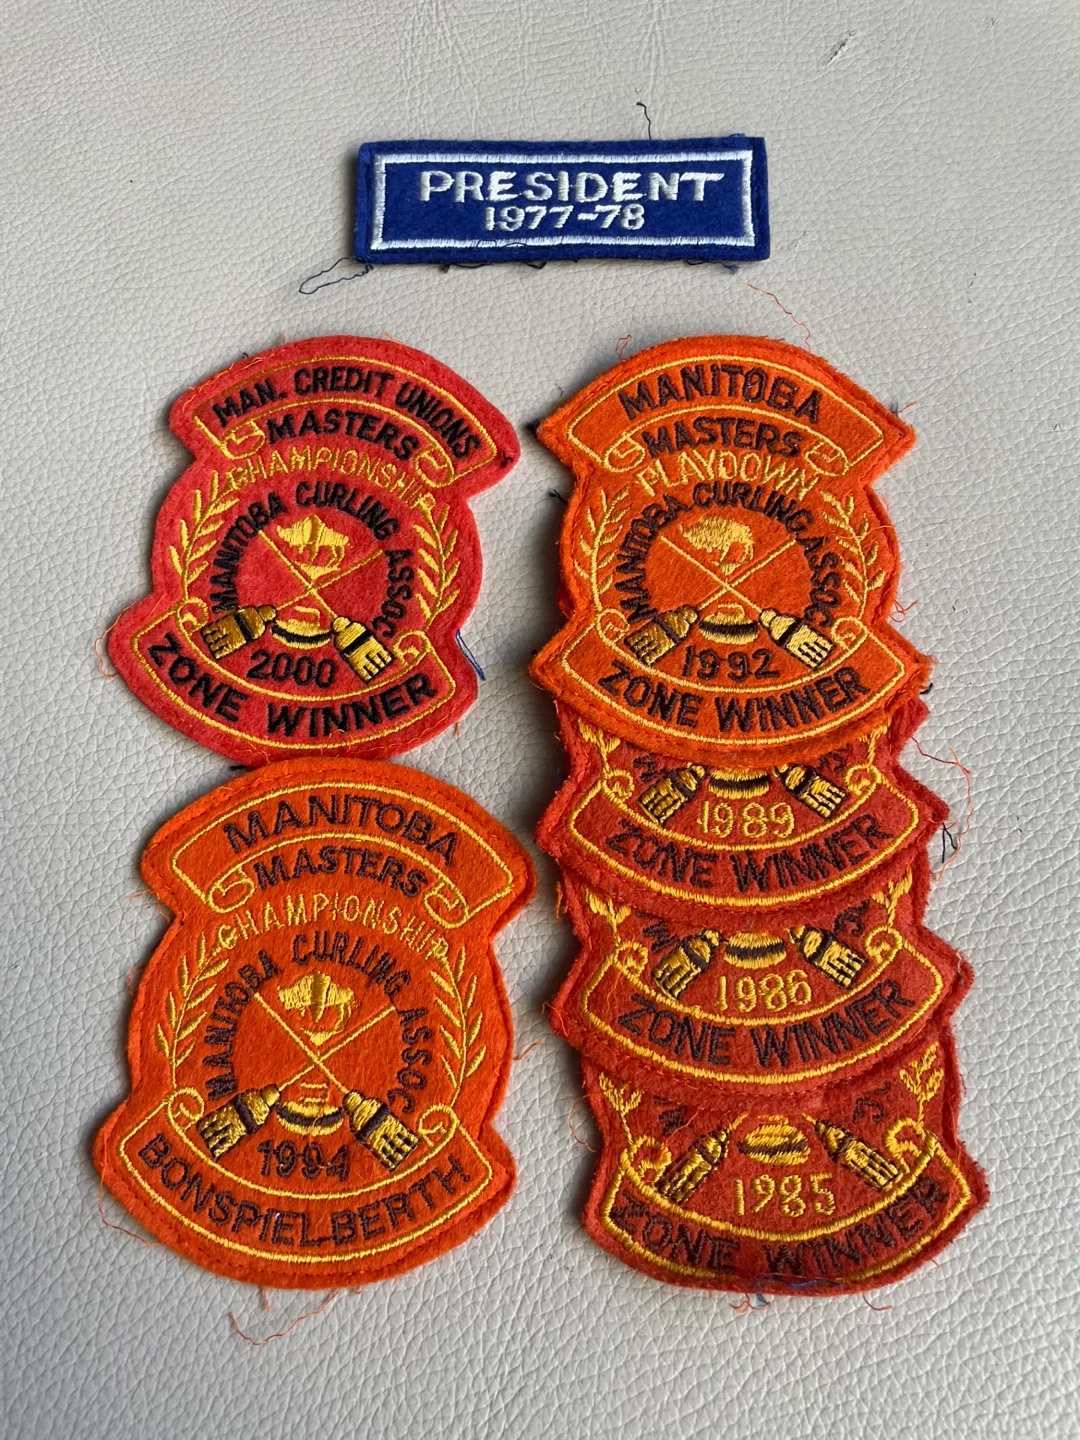 PRESIDENT
1977-78
MAN. CREDIT UNIONS
MASTERS
CHAMPIONSHIP
MANITOBA CURLING ASSOC
2000
ZONE WINNER
MANITOBA
MASTERS
CHAMPIONSHIP
MANITOBA CURLING ASSOC
1994
BONSPIEL BERTH
MANITOBA
MASTERS
PLAYDOWN
MANITOBA CURLING ASSOC
1992
ZONE WINNER
1989
ZONE WINNER
1986
ZONE WINNER
1985
ZONE WINNER